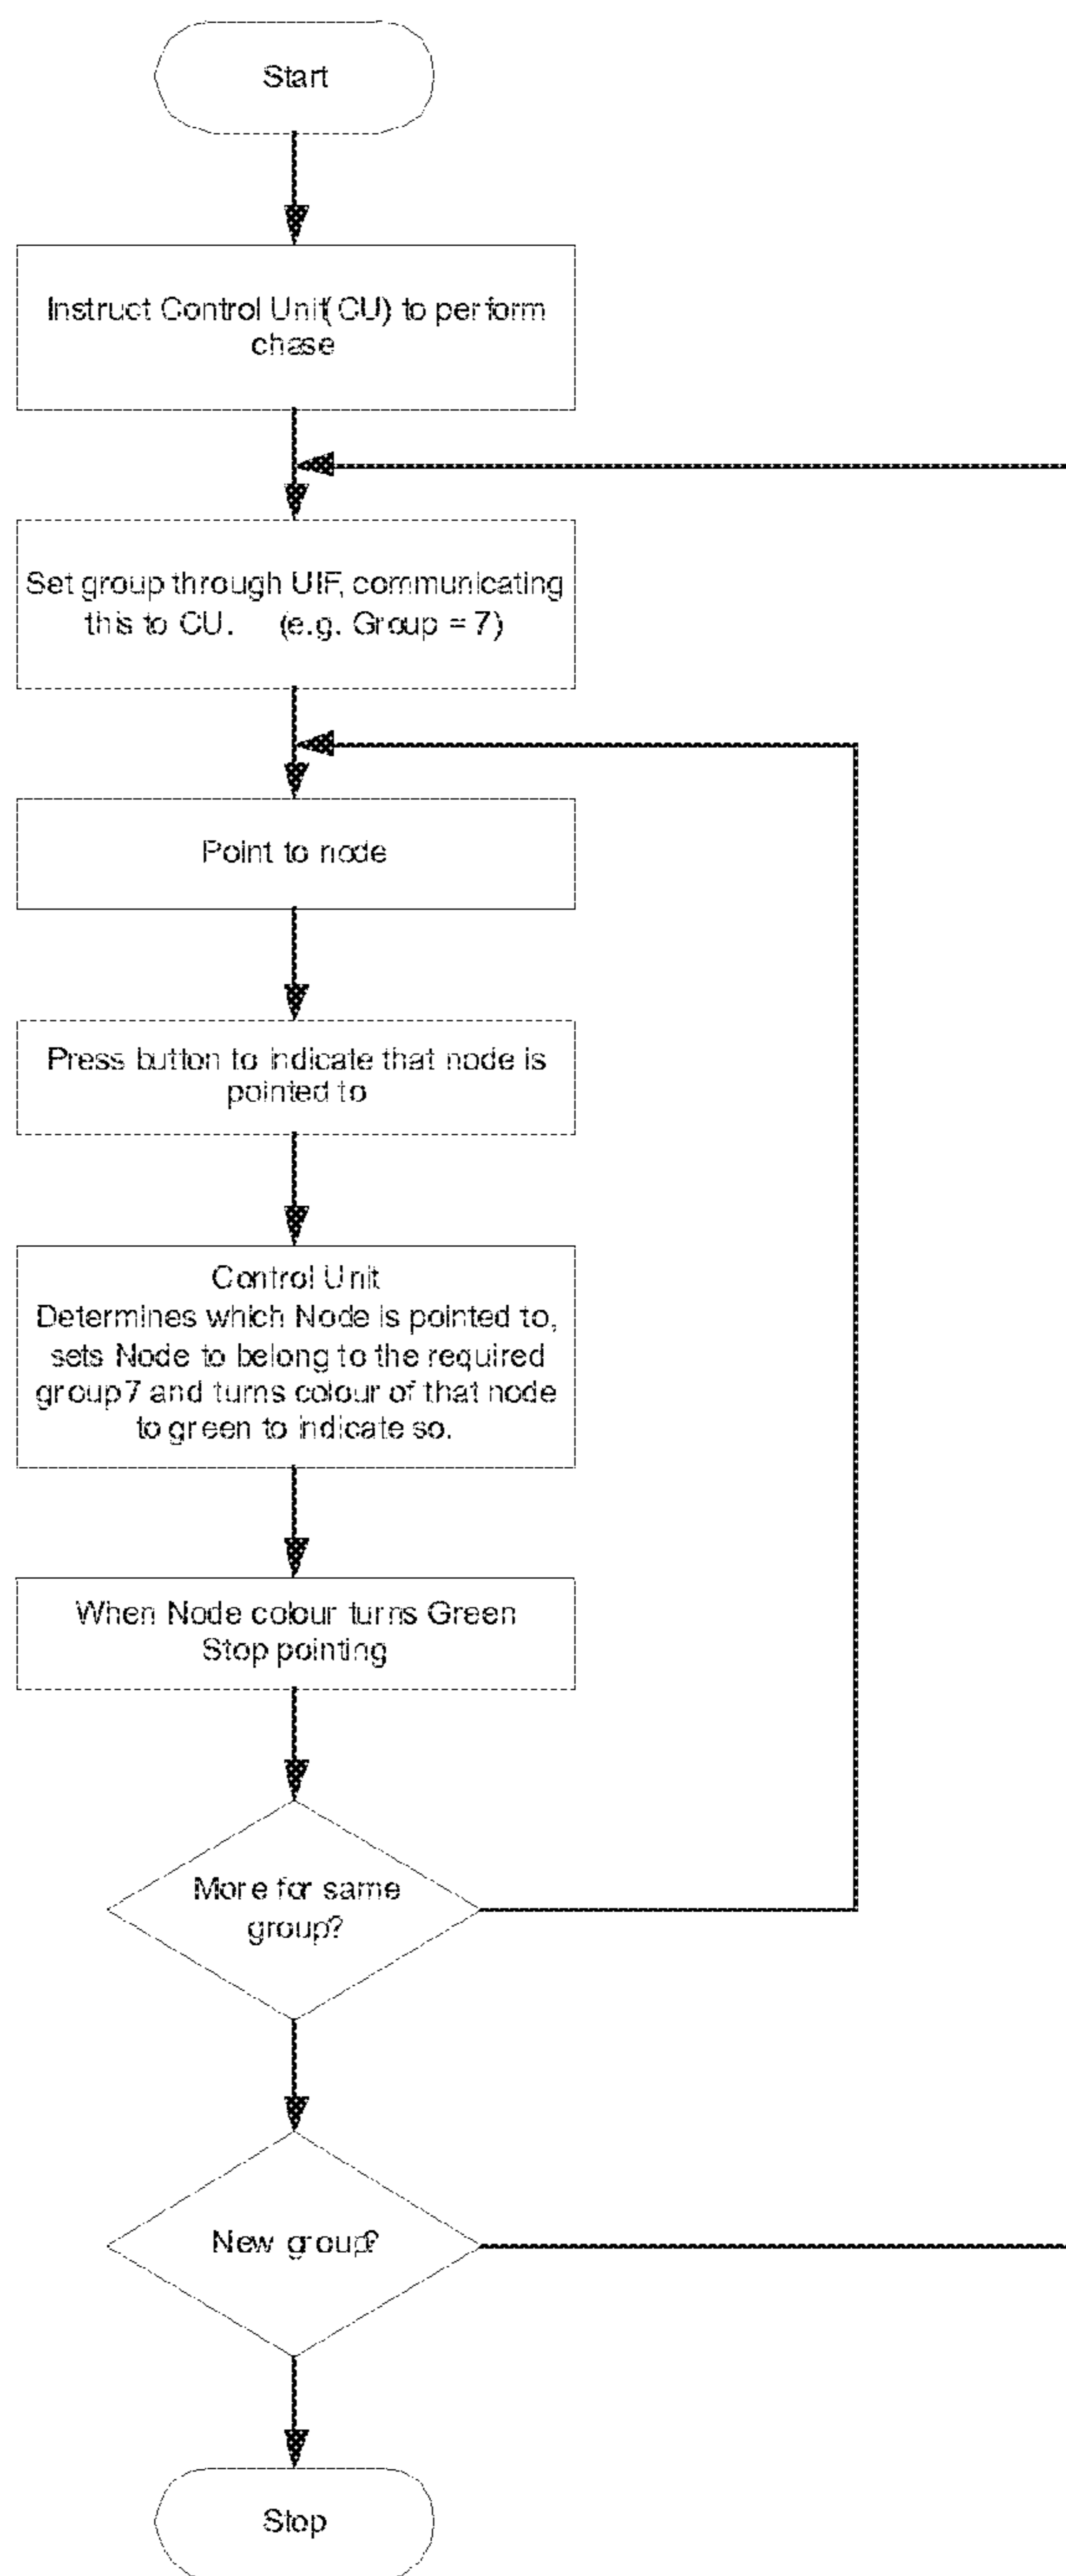 Start
Instruct Control Unit(CU) to perform
chase
Set group through UIF, communicating
this to CU. (e.g. Group = 7)
Point to node
Press button to indicate that node is
pointed to
Control Unit
Determines which Node is pointed to,
sets Node to belong to the required
group7 and turns colour of that node
to green to indicate so.
When Node colour turns Green
Stop pointing
More for same
group?
New group?
Stop